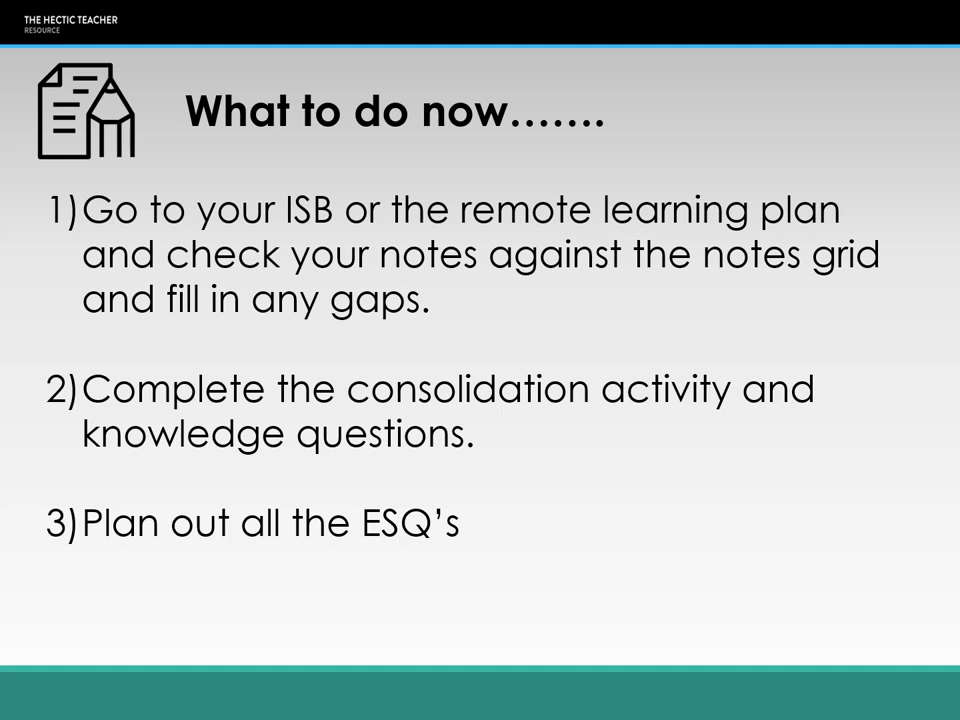 THE HECTIC TEACHER
RESOURCE
What to do now…….
1)Go to your ISB or the remote learning plan
and check your notes against the notes grid
and fill in any gaps.
2)Complete the consolidation activity and
knowledge questions.
3)Plan out all the ESQ’s